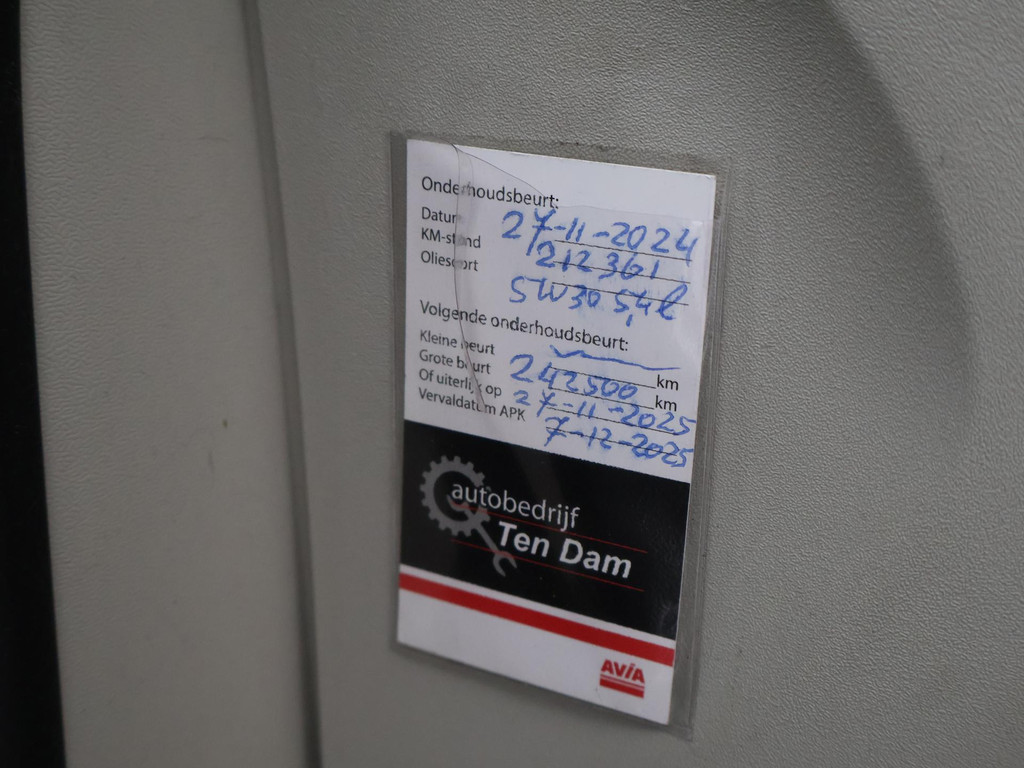 Onderhoudsbeurt:
Datum 27-11-2024
KM-stand 212361
Oliesoort 5W30 5,4l
Volgende onderhoudsbeurt:
Kleine beurt km
Grote beurt 242500 km
Of uiterlijk op 27-11-2025
Vervaldatum APK 7-12-2025
autobedrijf
Ten Dam
AVIA